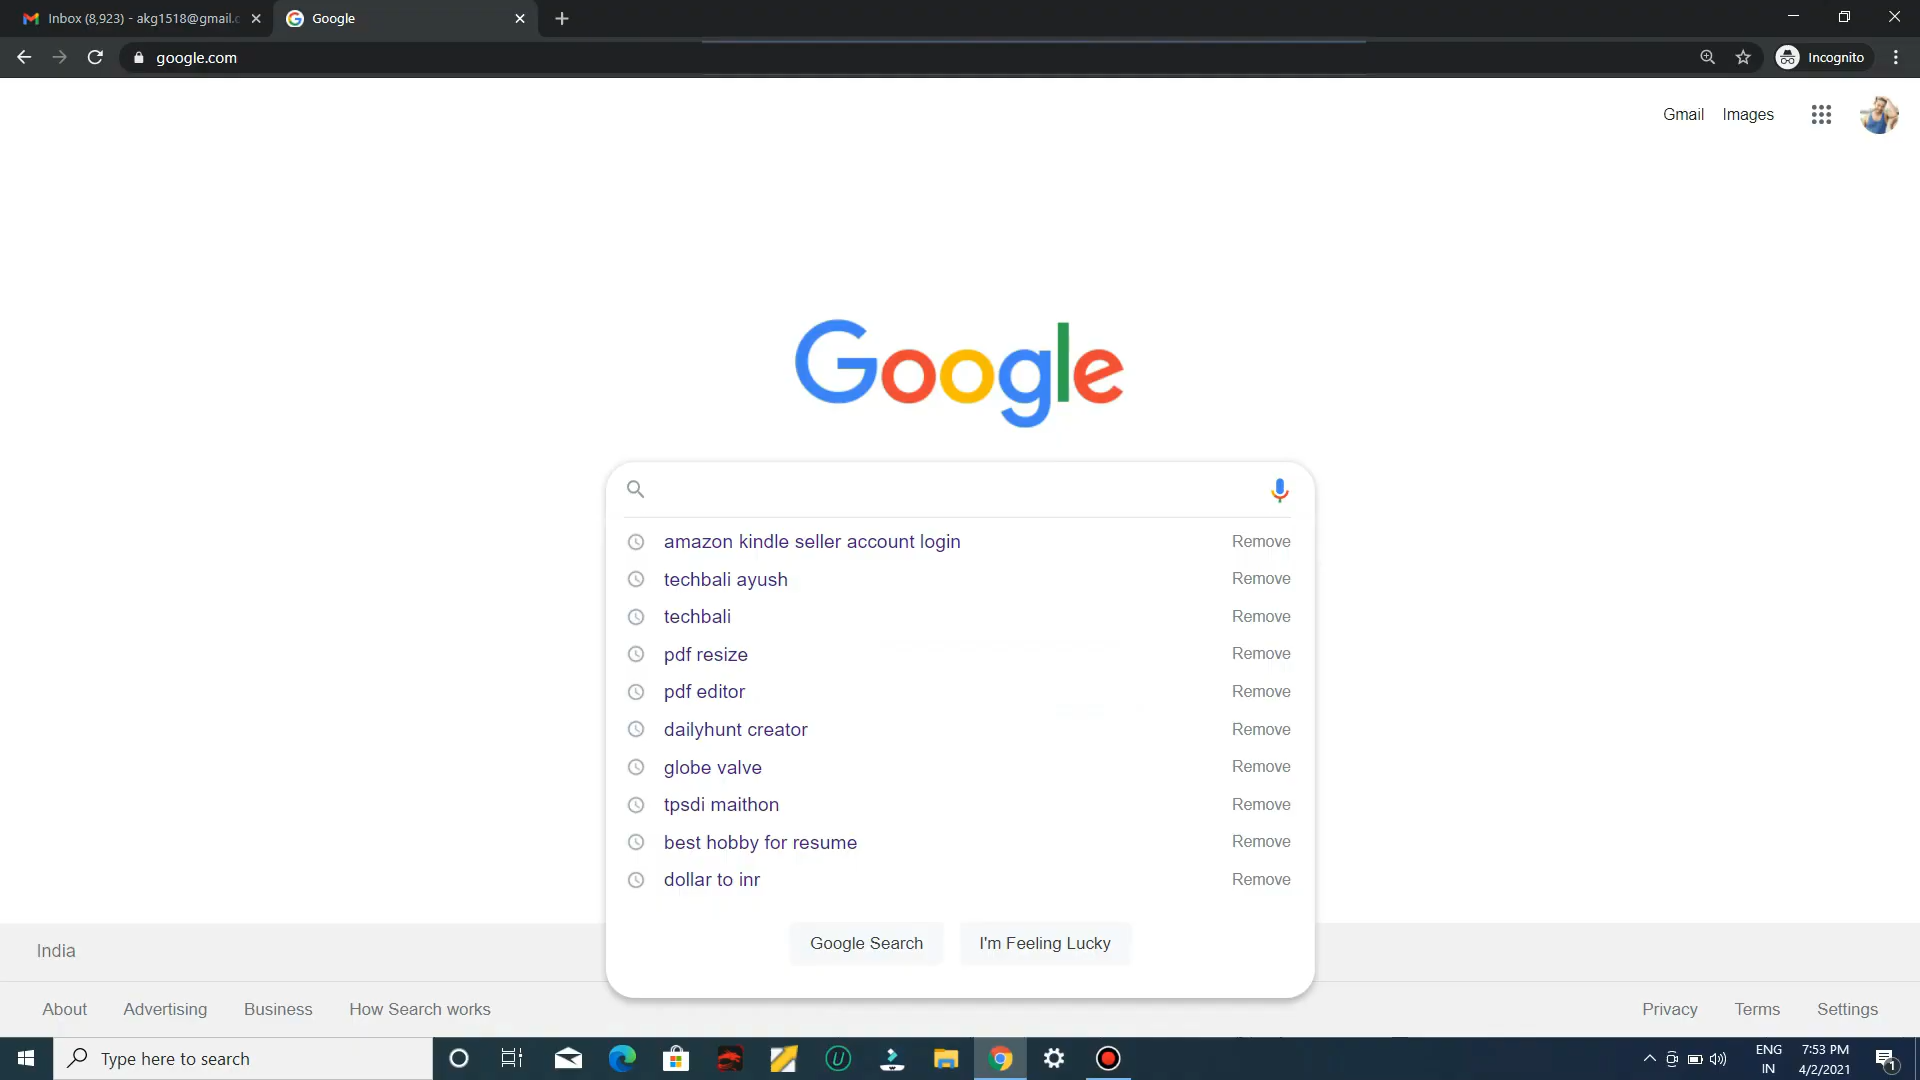 Inbox (8,923) - akg1518@gmail.c
Google
google.com
Incognito
Gmail
Images
Google
amazon kindle seller account login
Remove
techbali ayush
Remove
techbali
Remove
pdf resize
Remove
pdf editor
Remove
dailyhunt creator
Remove
globe valve
Remove
tpsdi maithon
Remove
best hobby for resume
Remove
dollar to inr
Remove
Google Search
I'm Feeling Lucky
India
About
Advertising
Business
How Search works
Privacy
Terms
Settings
Type here to search
ENG
IN
7:53 PM
4/2/2021
1